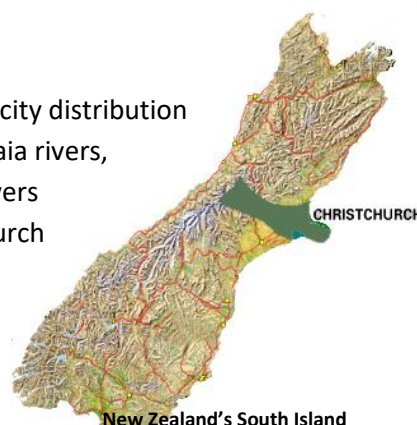 city distribution
aia rivers,
vers
urch
CHRISTCHURCH
New Zealand's South Island